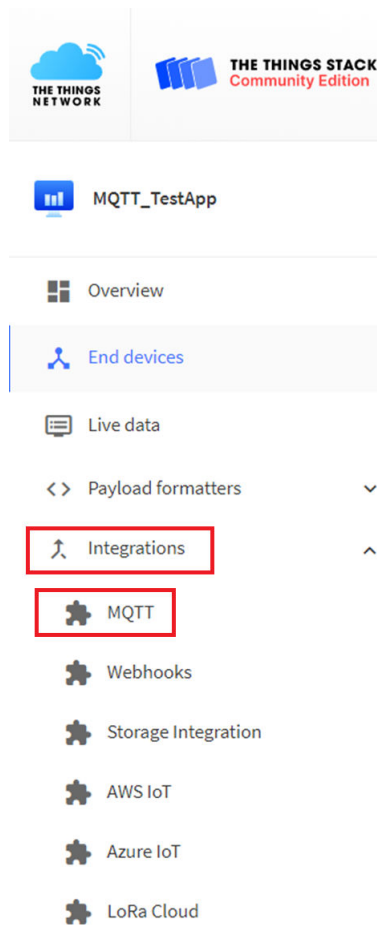 THE THINGS
NETWORK
THE THINGS STACK
Community Edition
MQTT_TestApp
Overview
End devices
Live data
Payload formatters
Integrations
MQTT
Webhooks
Storage Integration
AWS IoT
Azure IoT
LoRa Cloud